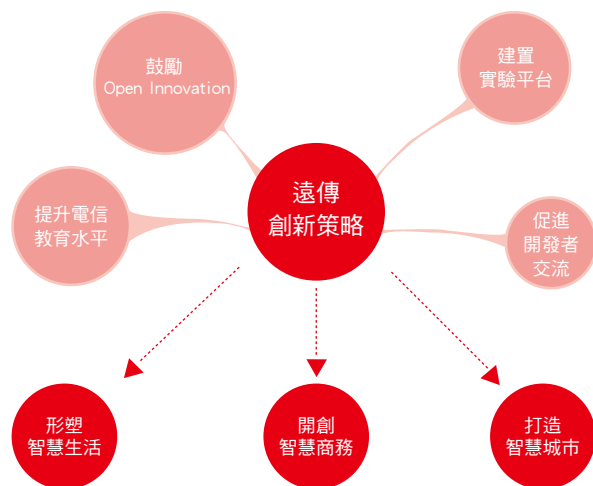 鼓勵
Open Innovation
建置
實驗平台
遠傳
創新策略
提升電信
教育水平
促進
開發者
交流
形塑
智慧生活
開創
智慧商務
打造
智慧城市